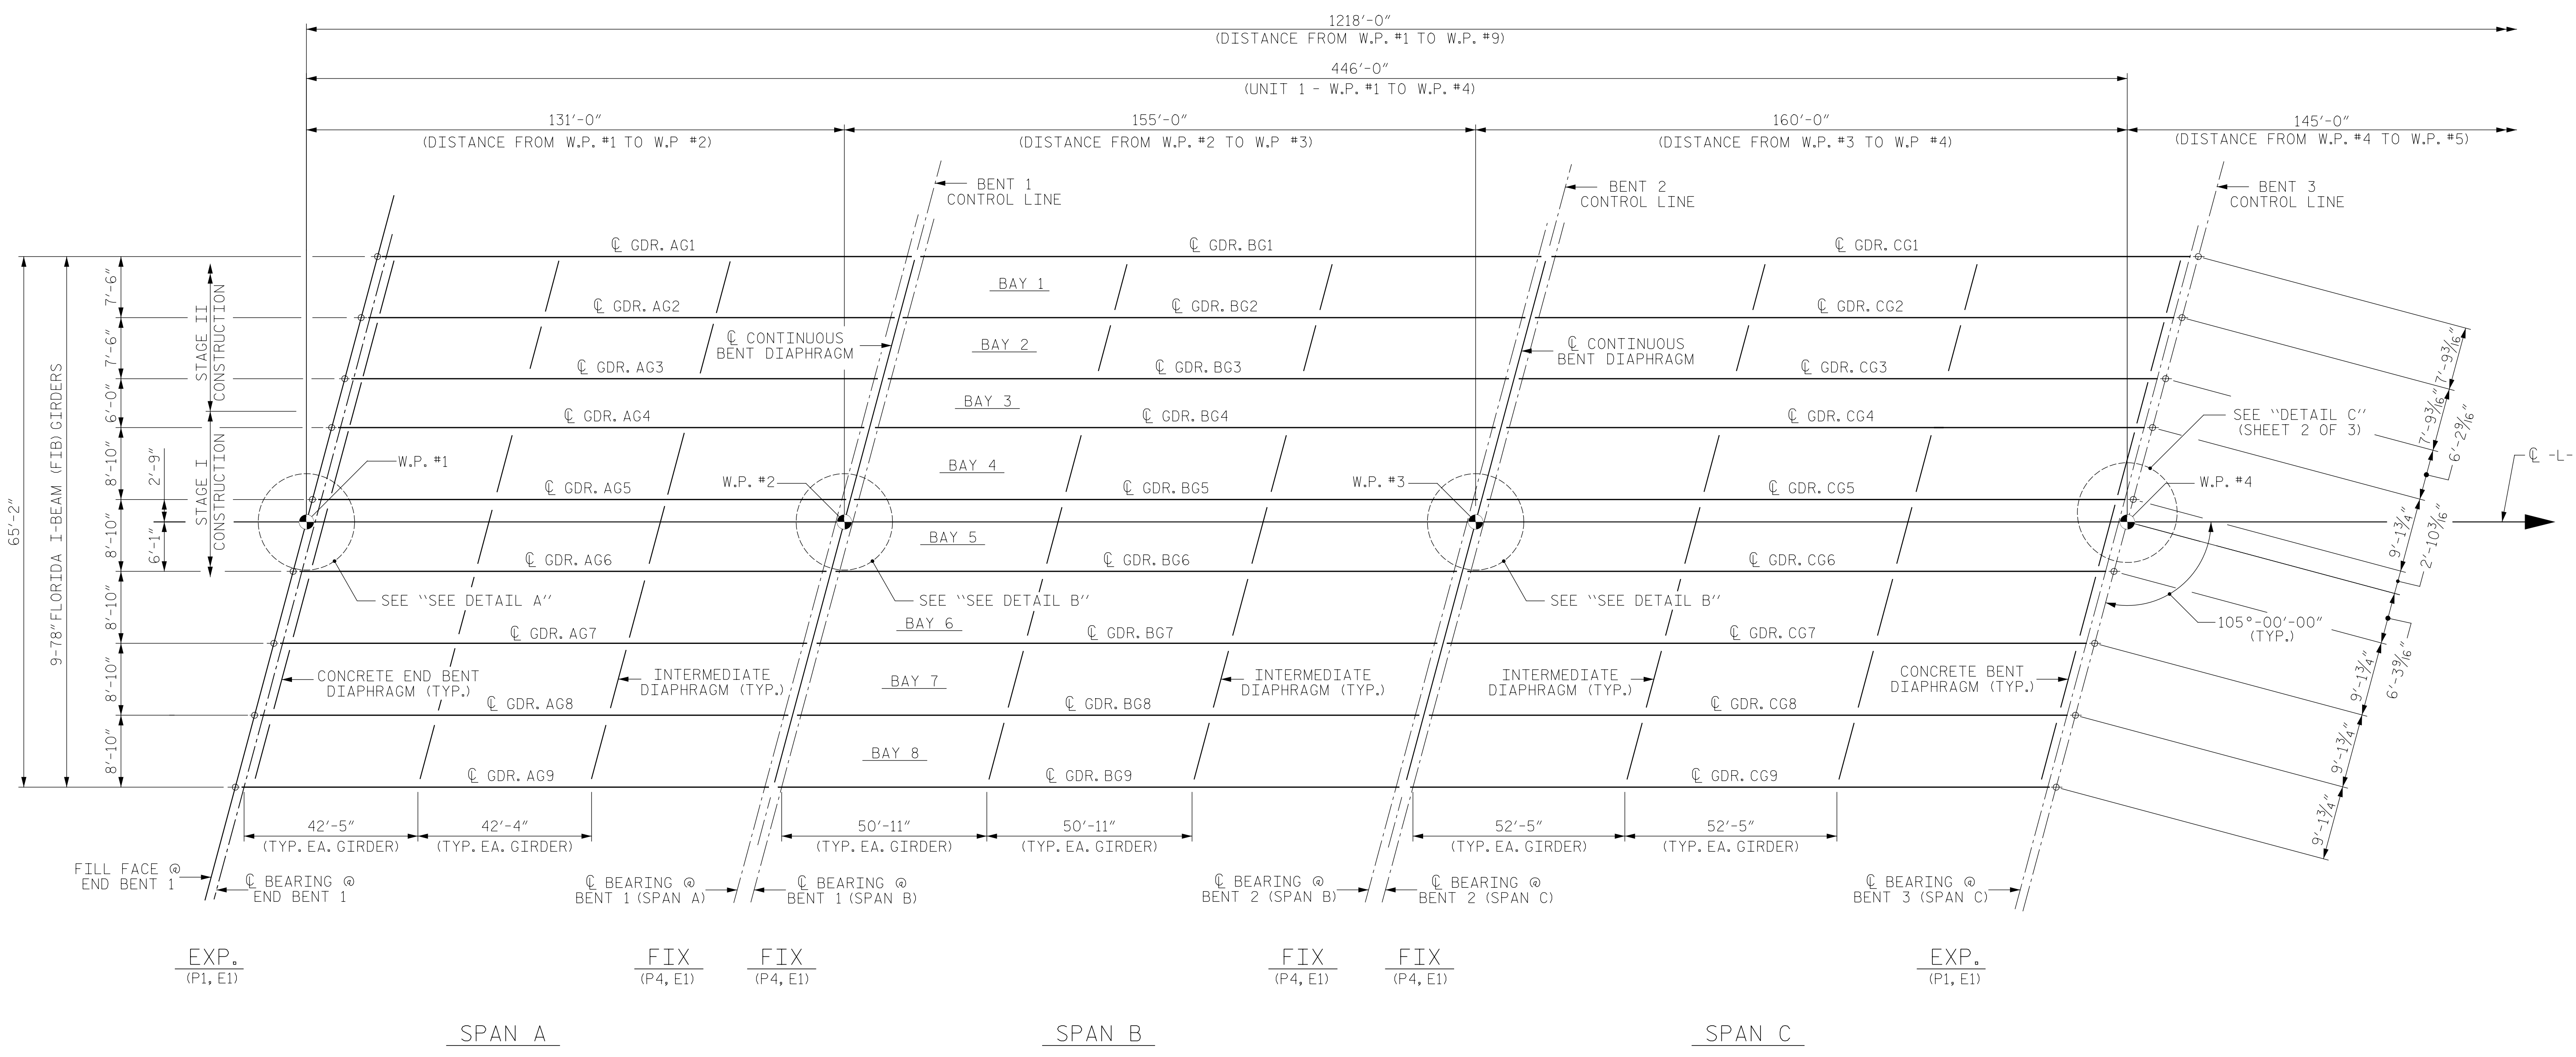 1218'-0"
(DISTANCE FROM W.P. #1 TO W.P. #9)
446'-0"
(UNIT 1 - W.P. #1 TO W.P. #4)
131'-0"
(DISTANCE FROM W.P. #1 TO W.P #2)
155'-0"
(DISTANCE FROM W.P. #2 TO W.P #3)
160'-0"
(DISTANCE FROM W.P. #3 TO W.P #4)
145'-0"
(DISTANCE FROM W.P. #4 TO W.P. #5)
BENT 1
CONTROL LINE
BENT 2
CONTROL LINE
BENT 3
CONTROL LINE
℄ GDR. AG1
℄ GDR. BG1
℄ GDR. CG1
BAY 1
℄ GDR. AG2
℄ GDR. BG2
℄ GDR. CG2
℄ CONTINUOUS
BENT DIAPHRAGM
BAY 2
℄ CONTINUOUS
BENT DIAPHRAGM
℄ GDR. AG3
℄ GDR. BG3
℄ GDR. CG3
BAY 3
℄ GDR. AG4
℄ GDR. BG4
℄ GDR. CG4
SEE ``DETAIL C''
(SHEET 2 OF 3)
W.P. #1
BAY 4
W.P. #2
W.P. #3
W.P. #4
℄ -L-
℄ GDR. AG5
℄ GDR. BG5
℄ GDR. CG5
BAY 5
℄ GDR. AG6
℄ GDR. BG6
℄ GDR. CG6
SEE ``SEE DETAIL A''
SEE ``SEE DETAIL B''
SEE ``SEE DETAIL B''
BAY 6
105°-00'-00"
(TYP.)
℄ GDR. AG7
℄ GDR. BG7
℄ GDR. CG7
CONCRETE END BENT
DIAPHRAGM (TYP.)
INTERMEDIATE
DIAPHRAGM (TYP.)
BAY 7
INTERMEDIATE
DIAPHRAGM (TYP.)
INTERMEDIATE
DIAPHRAGM (TYP.)
CONCRETE BENT
DIAPHRAGM (TYP.)
℄ GDR. AG8
℄ GDR. BG8
℄ GDR. CG8
BAY 8
℄ GDR. AG9
℄ GDR. BG9
℄ GDR. CG9
65'-2"
9-78" FLORIDA I-BEAM (FIB) GIRDERS
7'-6"
7'-6"
6'-0"
8'-10"
8'-10"
8'-10"
8'-10"
8'-10"
2'-9"
6'-1"
STAGE II
CONSTRUCTION
STAGE I
CONSTRUCTION
7'-9 3/16"
7'-9 3/16"
6'-2 9/16"
9'-1 3/4"
2'-10 3/16"
9'-1 3/4"
6'-3 9/16"
9'-1 3/4"
9'-1 3/4"
42'-5"
(TYP. EA. GIRDER)
42'-4"
(TYP. EA. GIRDER)
50'-11"
(TYP. EA. GIRDER)
50'-11"
(TYP. EA. GIRDER)
52'-5"
(TYP. EA. GIRDER)
52'-5"
(TYP. EA. GIRDER)
FILL FACE @
END BENT 1
℄ BEARING @
END BENT 1
℄ BEARING @
BENT 1 (SPAN A)
℄ BEARING @
BENT 1 (SPAN B)
℄ BEARING @
BENT 2 (SPAN B)
℄ BEARING @
BENT 2 (SPAN C)
℄ BEARING @
BENT 3 (SPAN C)
EXP.
(P1, E1)
FIX
(P4, E1)
FIX
(P4, E1)
FIX
(P4, E1)
FIX
(P4, E1)
EXP.
(P1, E1)
SPAN A
SPAN B
SPAN C